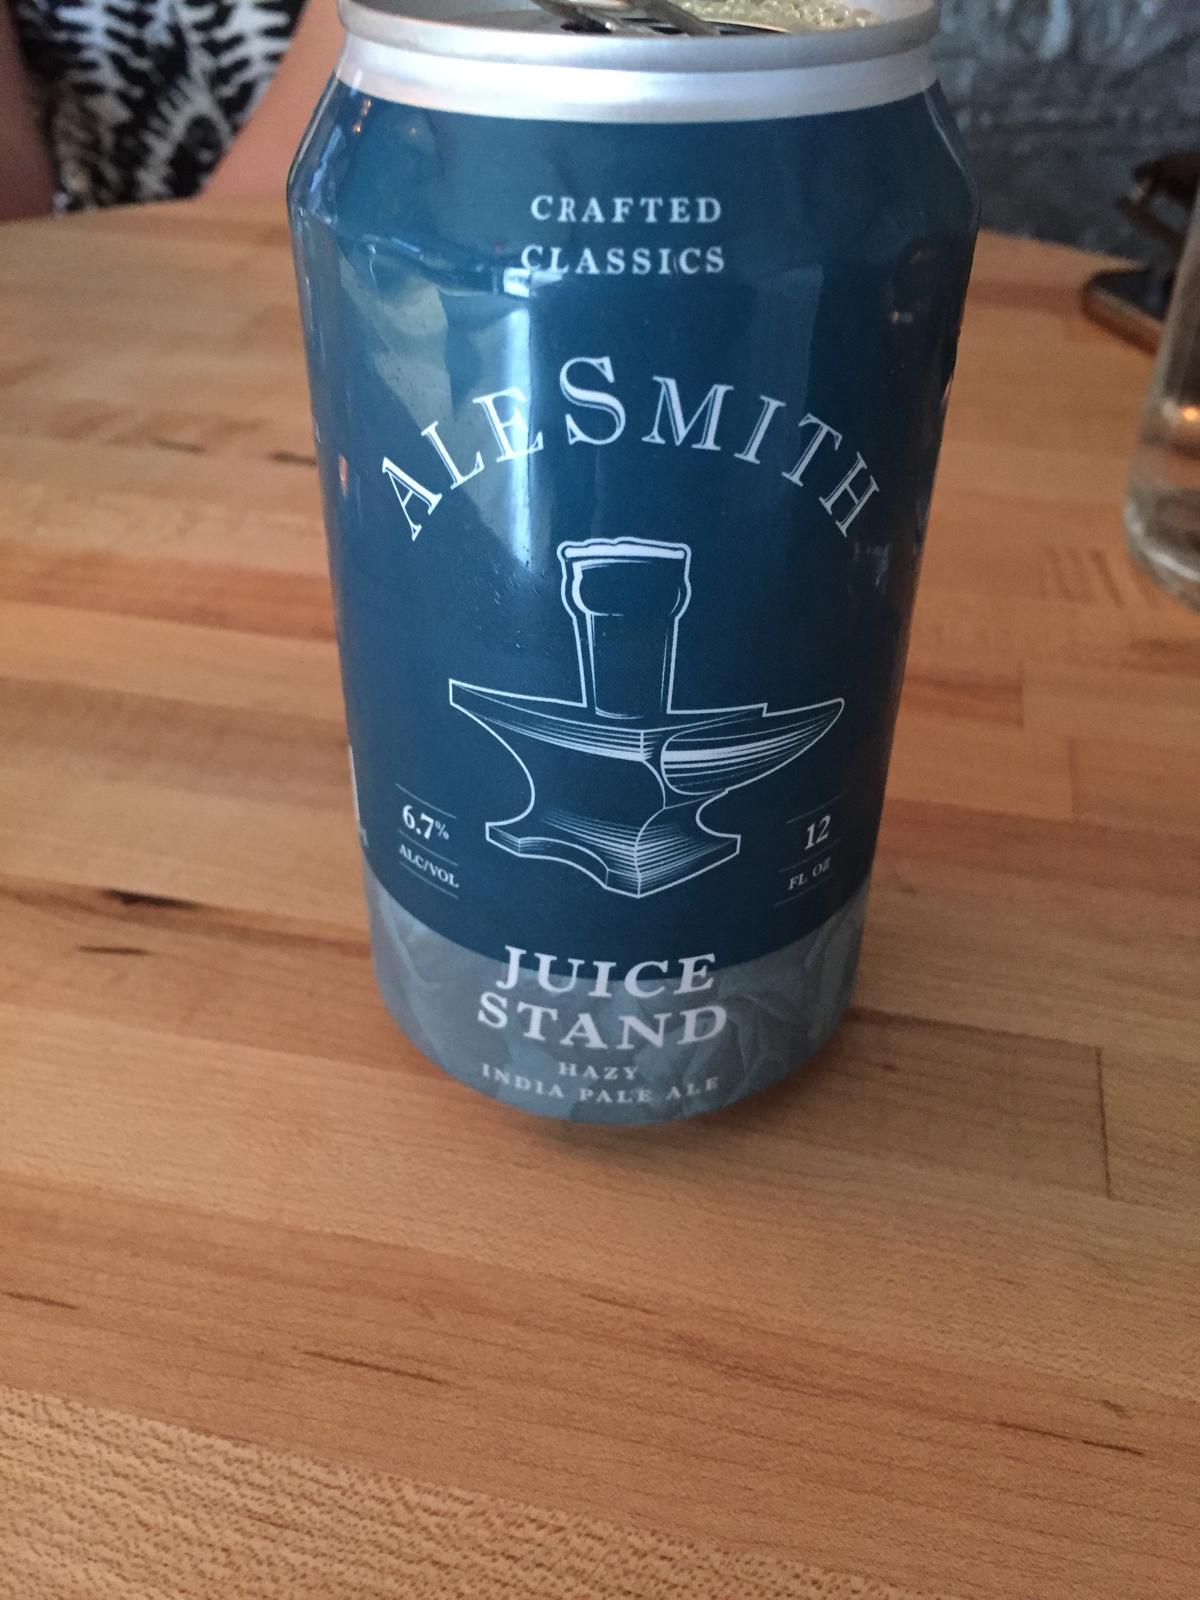 CRAFTED
CLASSICS
ALESMITH
6.7%
ALC/VOL
12
FL OZ
JUICE
STAND
HAZY
INDIA PALE ALE